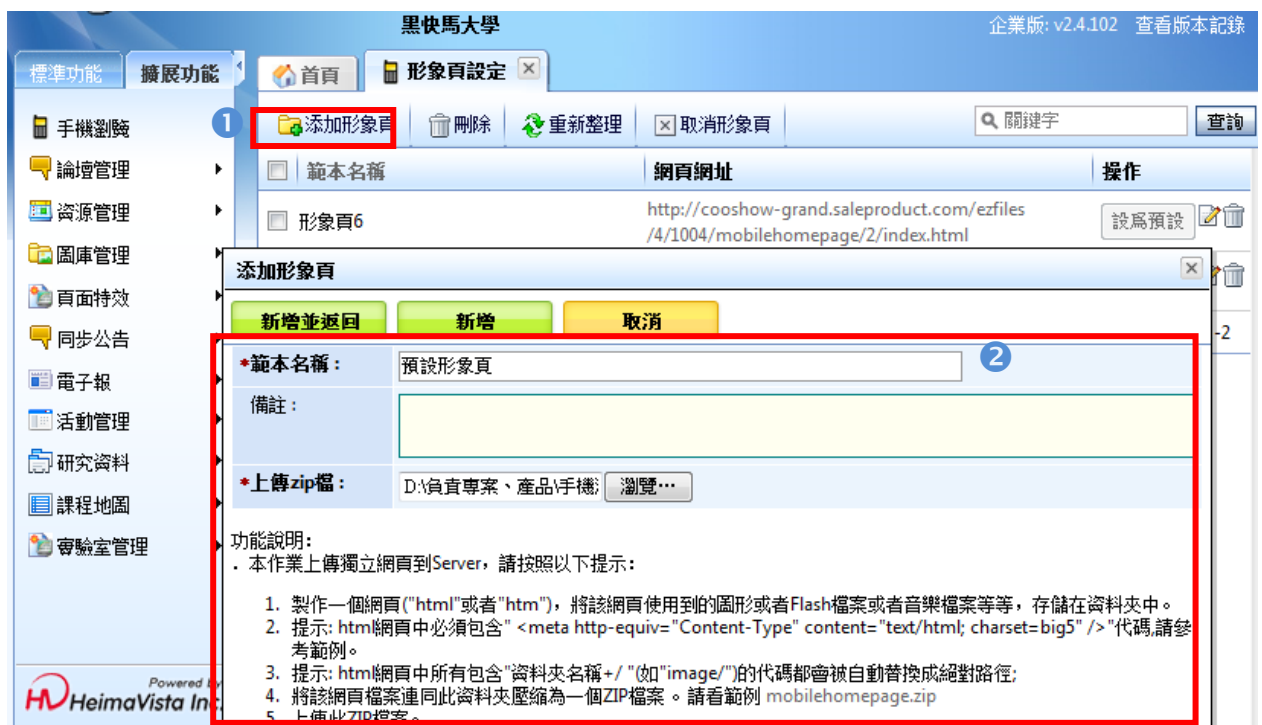 黑快馬大學
企業版: v2.4.102 查看版本記錄
標準功能 擴展功能
首頁 形象頁設定
1 添加形象頁 刪除 重新整理 取消形象頁 關鍵字 查詢
範本名稱 網頁網址 操作
形象頁6 http://cooshow-grand.saleproduct.com/ezfiles
/4/1004/mobilehomepage/2/index.html 設為預設
手機瀏覽
論壇管理
資源管理
圖庫管理
頁面特效
同步公告
電子報
活動管理
研究資料
課程地圖
實驗室管理
Powered by
HeimaVista Inc.
添加形象頁
新增並返回 新增 取消
-2
*範本名稱: 預設形象頁 2
備註:
*上傳zip檔: D:\負責專案、產品\手機 瀏覽…
功能說明:
. 本作業上傳獨立網頁到Server，請按照以下提示:
1. 製作一個網頁("html"或者"htm")，將該網頁使用到的圖形或者Flash檔案或者音樂檔案等等，存儲在資料夾中。
2. 提示: html網頁中必須包含" <meta http-equiv="Content-Type" content="text/html; charset=big5" />"代碼,請參
考範例。
3. 提示: html網頁中所有包含"資料夾名稱+/ "(如"image/")的代碼都會被自動替換成絕對路徑;
4. 將該網頁檔案連同此資料夾壓縮為一個ZIP檔案。請看範例 mobilehomepage.zip
5. 上傳此ZIP檔案。